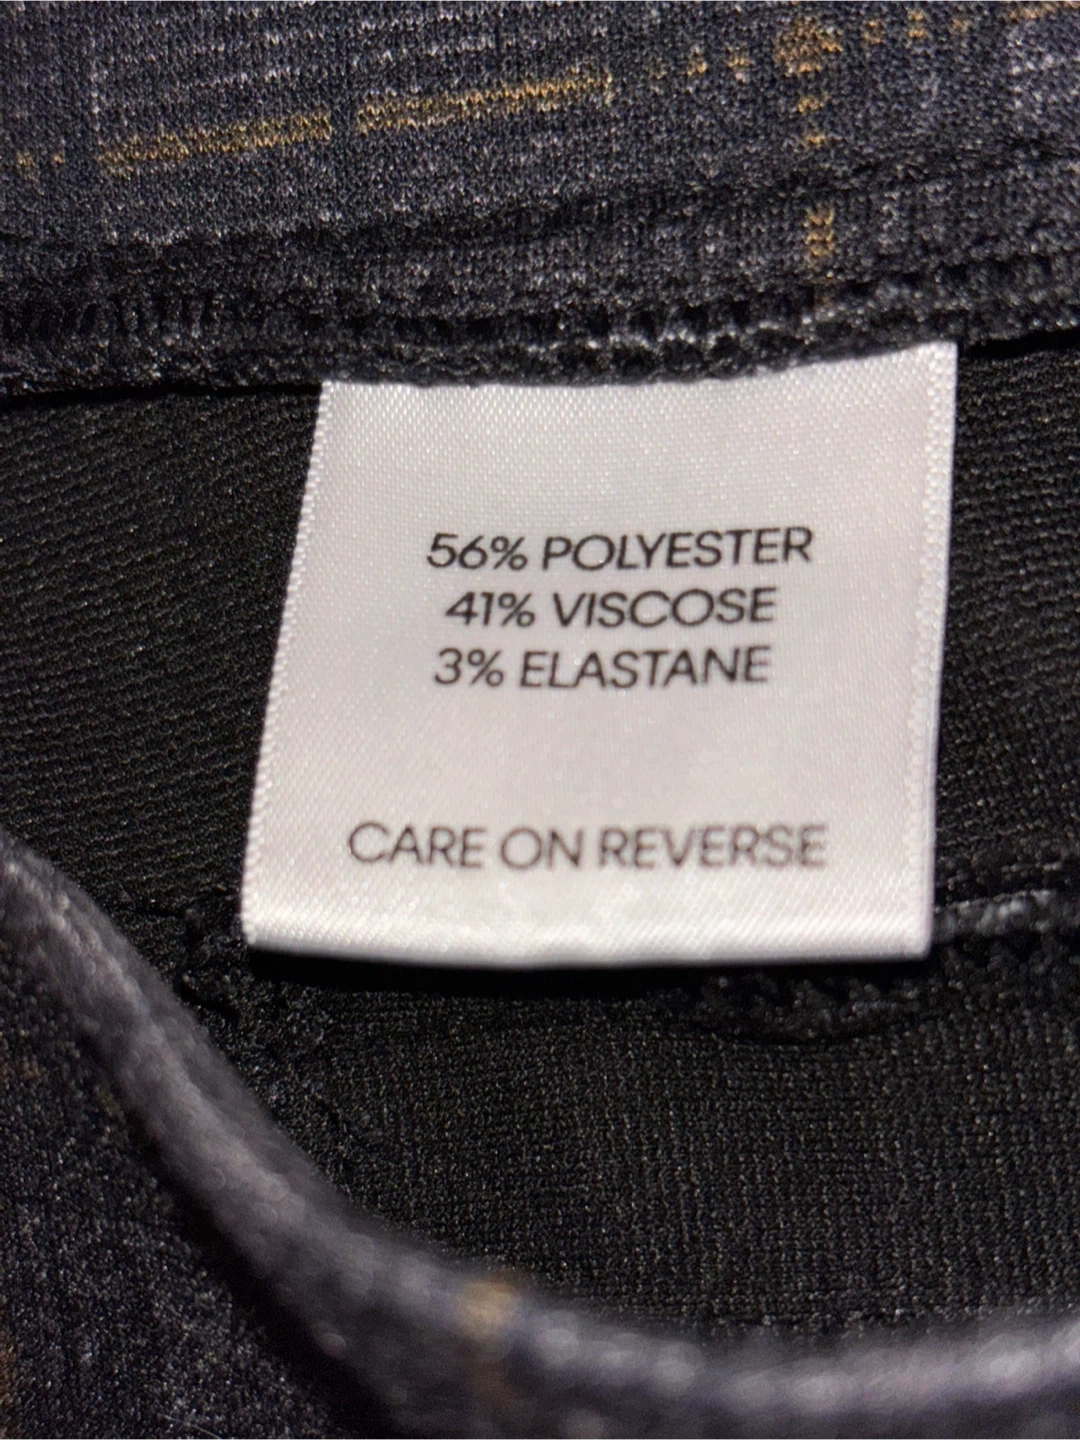 56% POLYESTER
41% VISCOSE
3% ELASTANE
CARE ON REVERSE